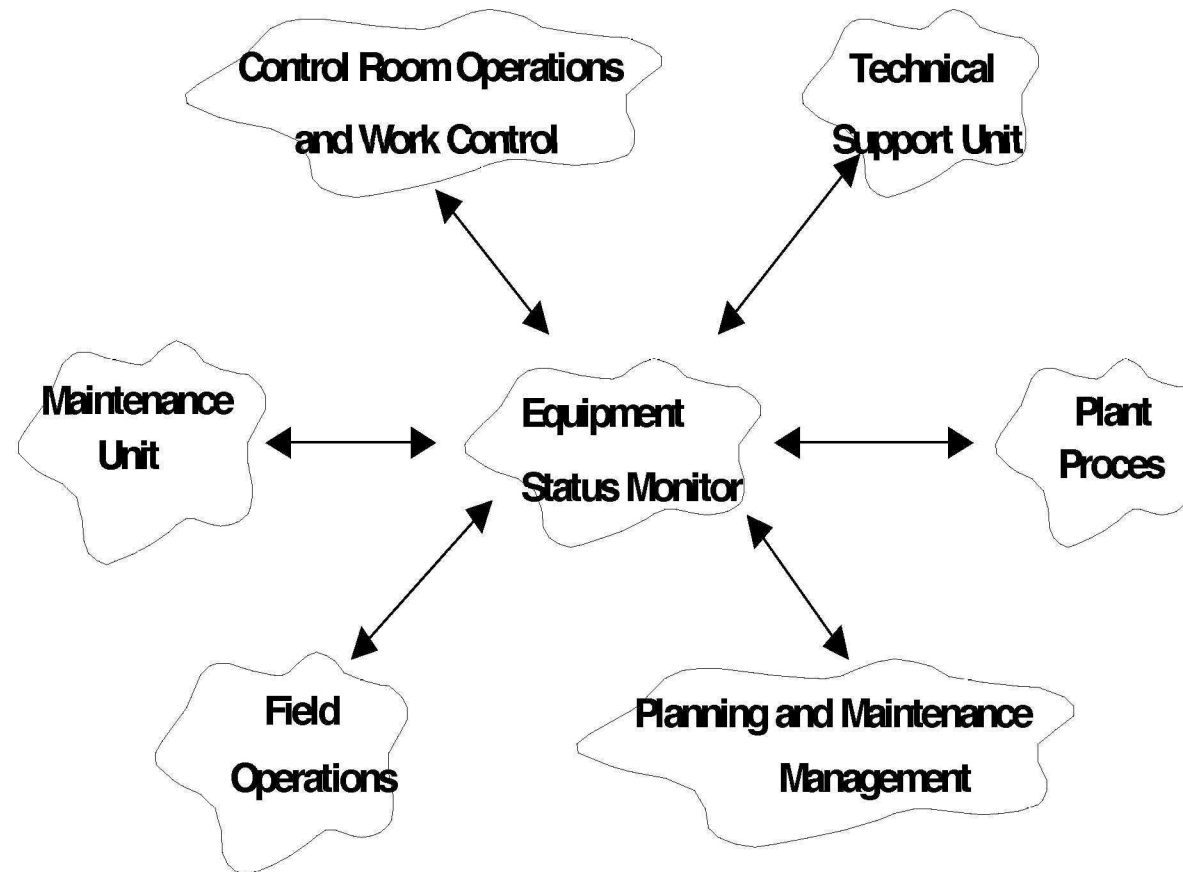 Control Room Operations
and Work Control
Technical
Support Unit
Maintenance
Unit
Equipment
Status Monitor
Plant
Proces
Field
Operations
Planning and Maintenance
Management